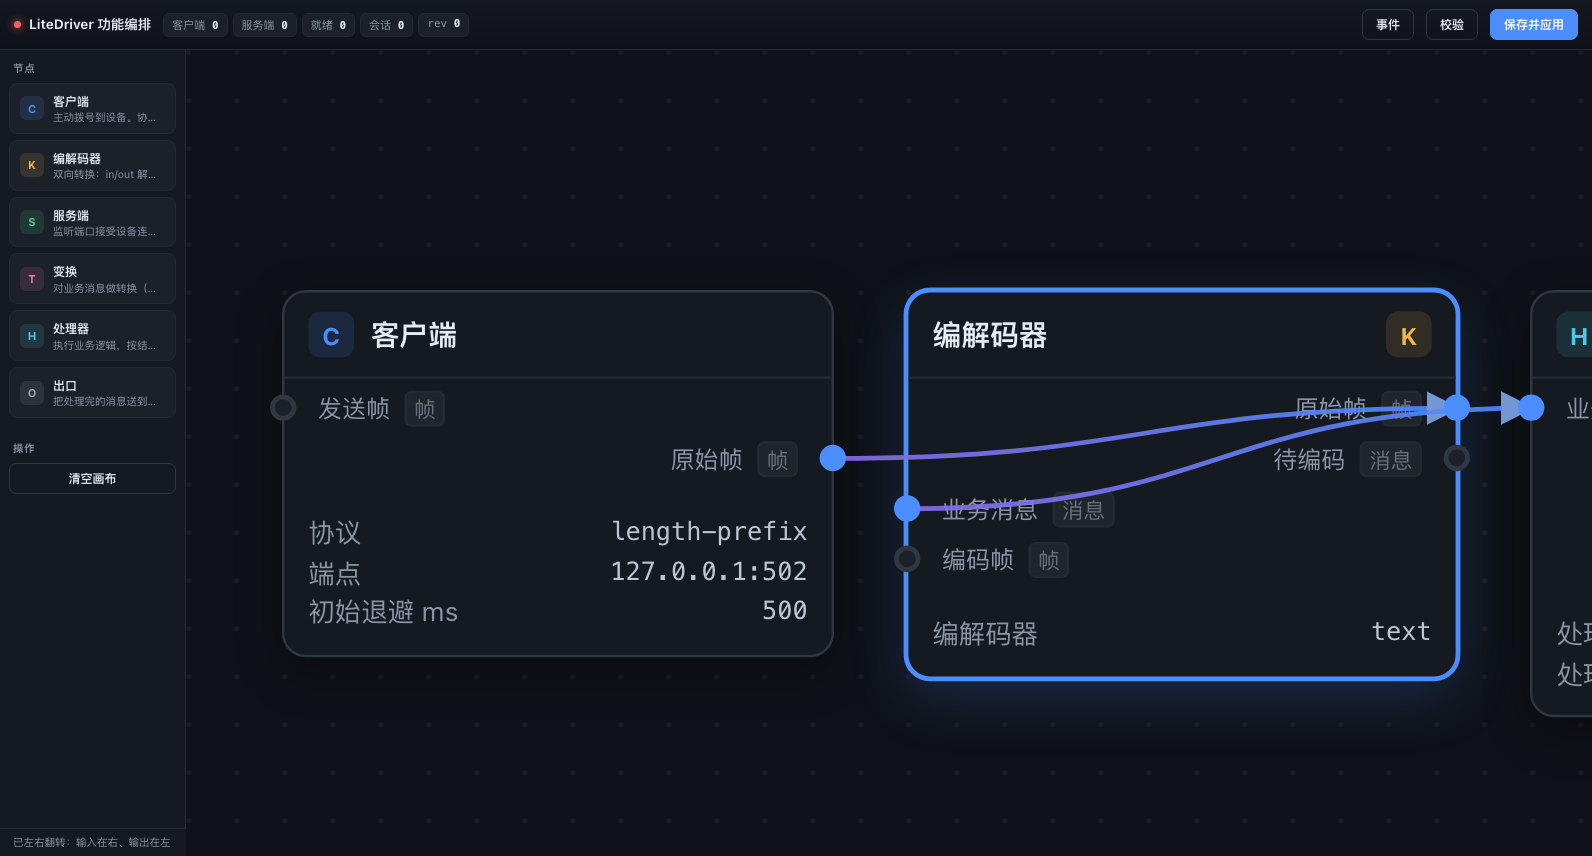 LiteDriver 功能编排
客户端 0
服务端 0
就绪 0
会话 0
rev 0
事件
校验
保存并应用
节点
C
客户端
主动拨号到设备。协…
K
编解码器
双向转换：in/out 解…
S
服务端
监听端口接受设备连…
T
变换
对业务消息做转换（…
H
处理器
执行业务逻辑，按结…
O
出口
把处理完的消息送到…
操作
清空画布
已左右翻转：输入在右、输出在左
C 客户端
发送帧 帧
原始帧 帧
协议 length-prefix
端点 127.0.0.1:502
初始退避 ms 500
编解码器 K
原始帧 帧
待编码 消息
业务消息 消息
编码帧 帧
编解码器 text
H
业
处理
处理